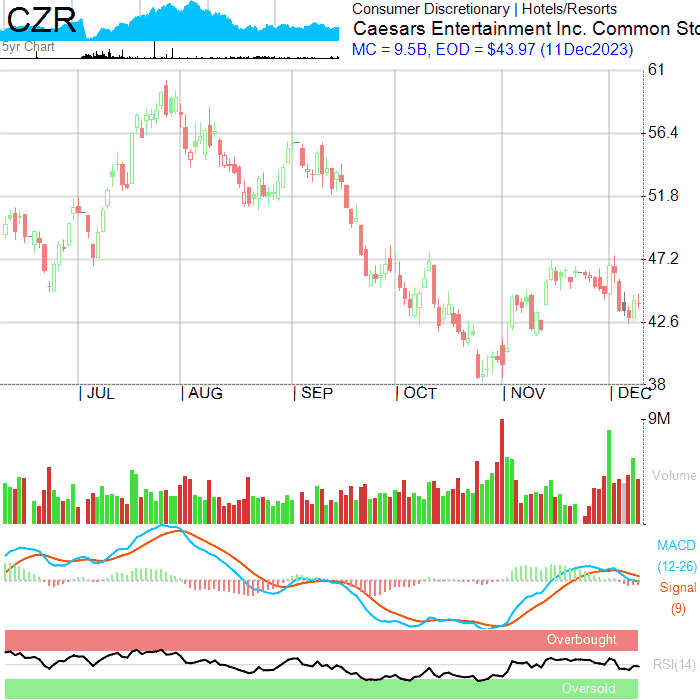 CZR
5yr Chart
Consumer Discretionary | Hotels/Resorts
Caesars Entertainment Inc. Common Sto
MC = 9.5B, EOD = $43.97 (11Dec2023)
61
56.4
51.8
47.2
42.6
38
JUL AUG SEP OCT NOV DEC
9M
Volume
MACD
(12-26)
Signal
(9)
Overbought
RSI(14)
Oversold